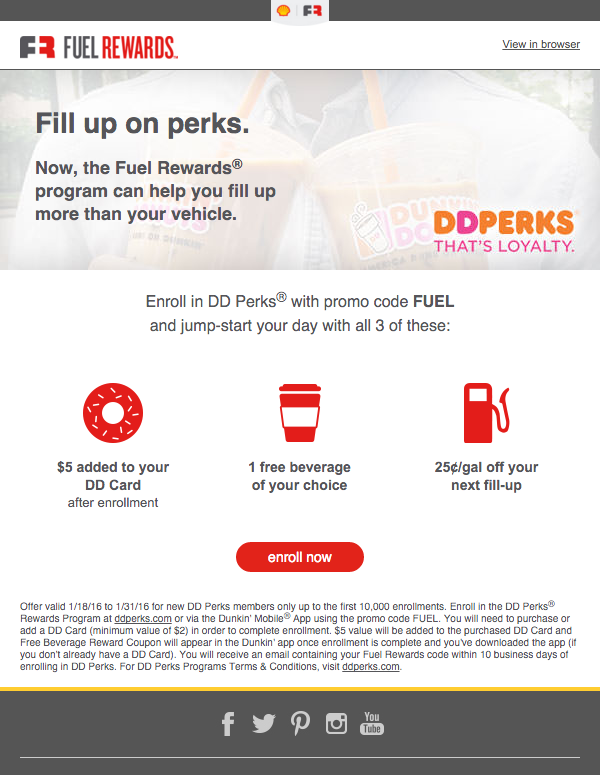 FUEL REWARDS™
View in browser
Fill up on perks.
Now, the Fuel Rewards®
program can help you fill up
more than your vehicle.
DUNKIN'
DDPERKS®
THAT'S LOYALTY.
Enroll in DD Perks® with promo code FUEL
and jump-start your day with all 3 of these:
$5 added to your
DD Card
after enrollment
1 free beverage
of your choice
25¢/gal off your
next fill-up
enroll now
Offer valid 1/18/16 to 1/31/16 for new DD Perks members only up to the first 10,000 enrollments. Enroll in the DD Perks®
Rewards Program at ddperks.com or via the Dunkin' Mobile® App using the promo code FUEL. You will need to purchase or
add a DD Card (minimum value of $2) in order to complete enrollment. $5 value will be added to the purchased DD Card and
Free Beverage Reward Coupon will appear in the Dunkin' app once enrollment is complete and you've downloaded the app (if
you don't already have a DD Card). You will receive an email containing your Fuel Rewards code within 10 business days of
enrolling in DD Perks. For DD Perks Programs Terms & Conditions, visit ddperks.com.
You
Tube